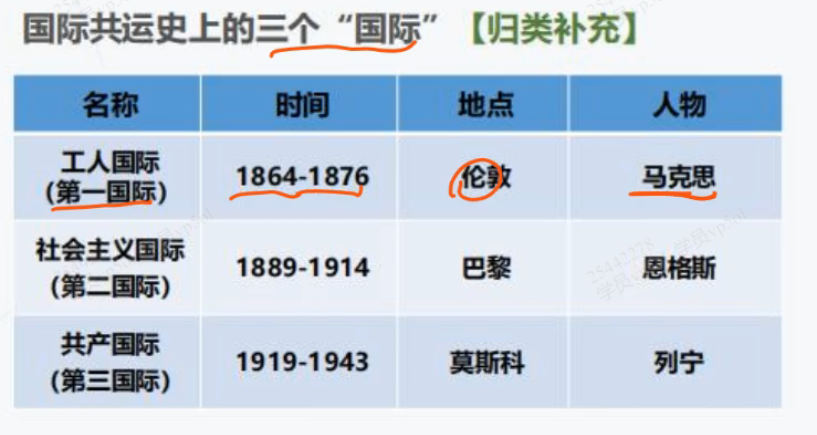 国际共运史上的三个“国际”【归类补充】
名称 时间 地点 人物
工人国际
(第一国际) 1864-1876 伦敦 马克思
社会主义国际
(第二国际) 1889-1914 巴黎 恩格斯
共产国际
(第三国际) 1919-1943 莫斯科 列宁